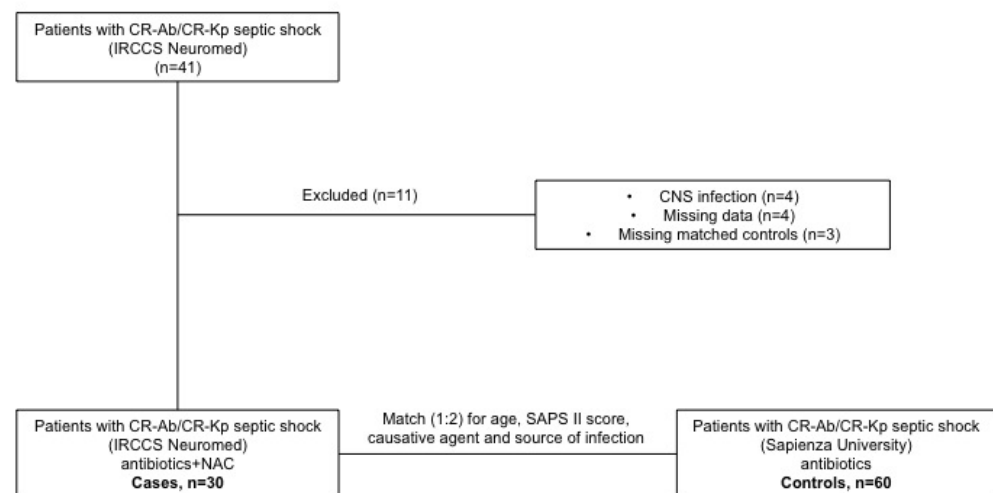 Patients with CR-Ab/CR-Kp septic shock
(IRCCS Neuromed)
(n=41)
Excluded (n=11)
• CNS infection (n=4)
• Missing data (n=4)
• Missing matched controls (n=3)
Patients with CR-Ab/CR-Kp septic shock
(IRCCS Neuromed)
antibiotics+NAC
Cases, n=30
Match (1:2) for age, SAPS II score,
causative agent and source of infection
Patients with CR-Ab/CR-Kp septic shock
(Sapienza University)
antibiotics
Controls, n=60